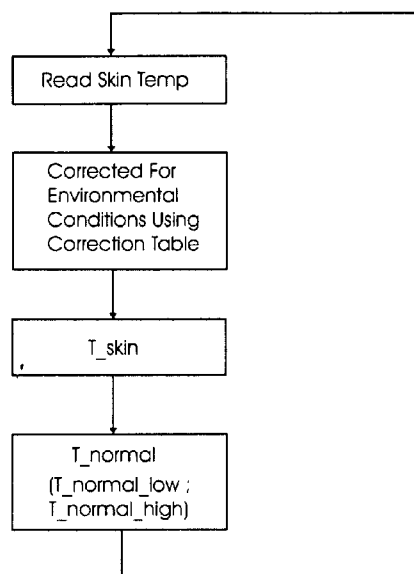 Read Skin Temp
Corrected For
Environmental
Conditions Using
Correction Table
T_skin
T_normal
(T_normal_low ;
T_normal_high)